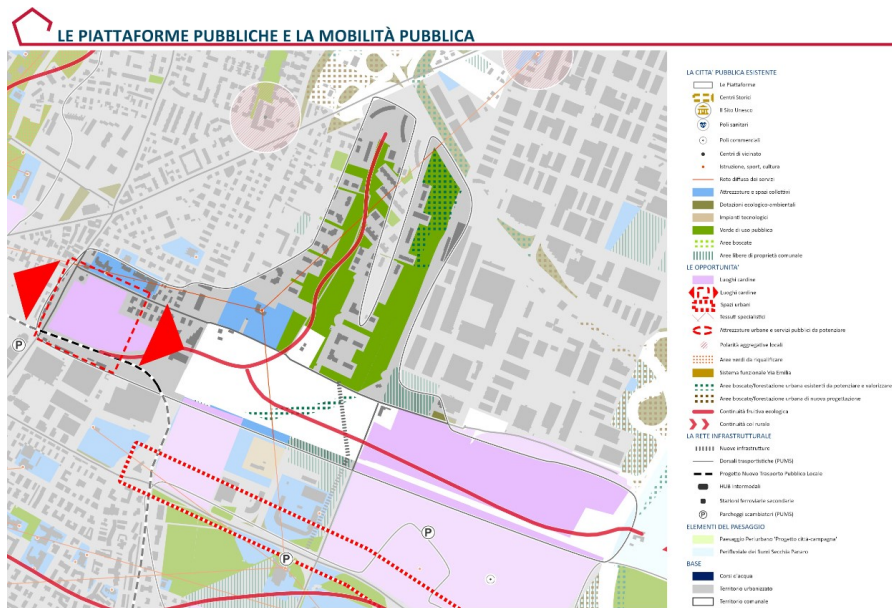 LE PIATTAFORME PUBBLICHE E LA MOBILITÀ PUBBLICA
LA CITTA' PUBBLICA ESISTENTE
Le Piattaforme
Centri Storici
Il Sito Unesco
Poli sanitari
Poli commerciali
Centri di vicinato
Istruzione, sport, cultura
Rete diffusa dei servizi
Attrezzature e spazi collettivi
Dotazioni ecologico-ambientali
Impianti tecnologici
Verde di uso pubblico
Aree boscate
Aree libere di proprietà comunale
LE OPPORTUNITA'
Luoghi cardine
Luoghi cardine
Spazi urbani
Tessuti specialistici
Attrezzature urbane e servizi pubblici da potenziare
Polarità aggregative locali
Aree verdi da riqualificare
Sistema funzionale Via Emilia
Aree boscate/forestazione urbana esistenti da potenziare e valorizzare
Aree boscate/forestazione urbana di nuova progettazione
Continuità fruitiva ecologica
Continuità col rurale
LA RETE INFRASTRUTTURALE
Nuove infrastrutture
Dorsali trasportistiche (PUMS)
Progetto Nuovo Trasporto Pubblico Locale
HUB Intermodali
Stazioni ferroviarie secondarie
P Parcheggi scambiatori (PUMS)
ELEMENTI DEL PAESAGGIO
Paesaggio Periurbano 'Progetto città-campagna'
Perifluviale dei fiumi Secchia Panaro
BASE
Corsi d'acqua
Territorio urbanizzato
Territorio comunale
P
P
P